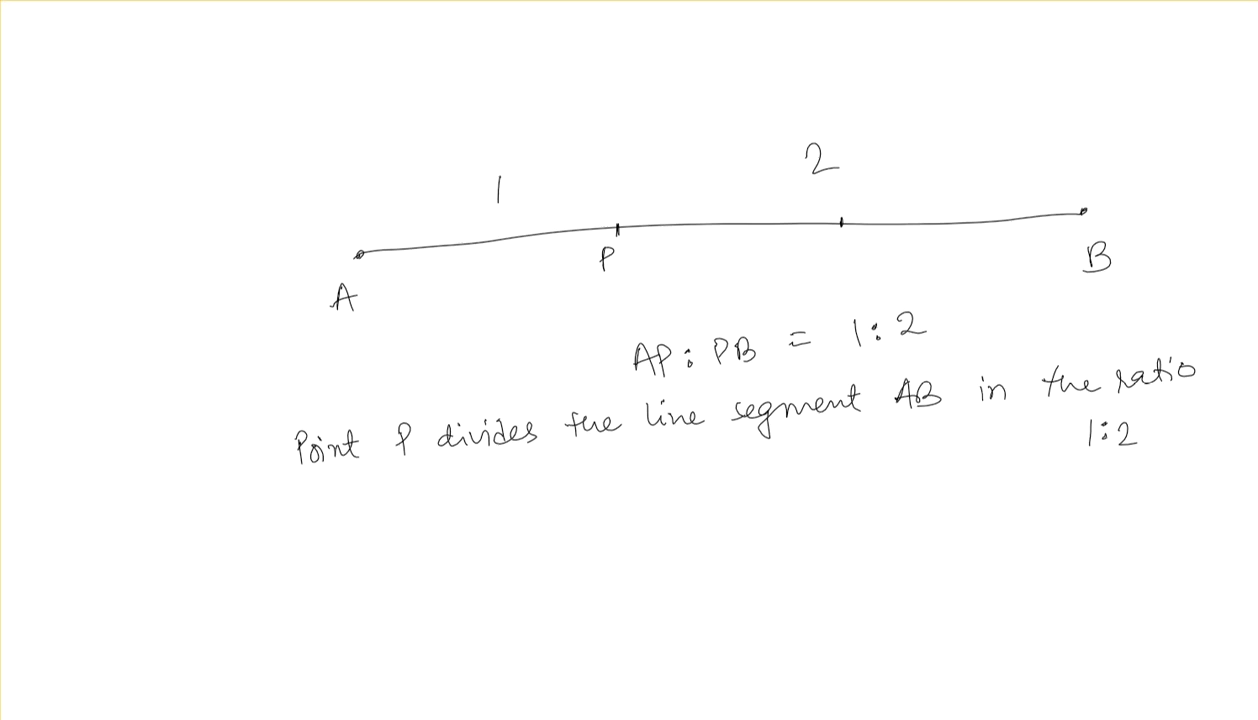 1 2
A P B
AP : PB = 1 : 2
Point P divides the line segment AB in the ratio
1 : 2